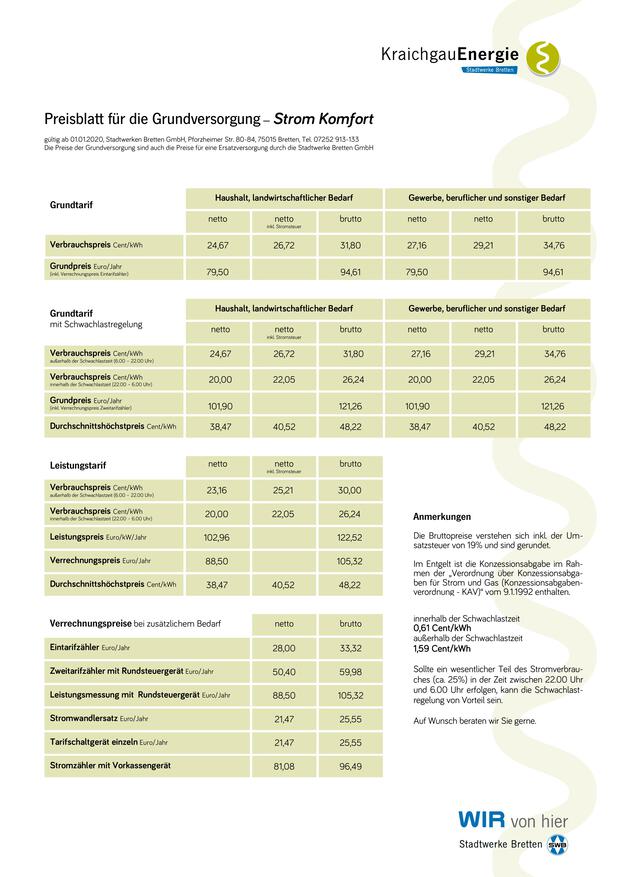 KraichgauEnergie
Stadtwerke Bretten
Preisblatt für die Grundversorgung – Strom Komfort
gültig ab 01.01.2020, Stadtwerken Bretten GmbH, Pforzheimer Str. 80-84, 75015 Bretten, Tel. 07252 913-133
Die Preise der Grundversorgung sind auch die Preise für eine Ersatzversorgung durch die Stadtwerke Bretten GmbH
Grundtarif
Haushalt, landwirtschaftlicher Bedarf Gewerbe, beruflicher und sonstiger Bedarf
netto netto brutto netto netto brutto
inkl. Stromsteuer
Verbrauchspreis Cent/kWh 24,67 26,72 31,80 27,16 29,21 34,76
Grundpreis Euro/Jahr 79,50 94,61 79,50 94,61
(inkl. Verrechnungspreis Eintarifzähler)
Grundtarif
mit Schwachlastregelung
Haushalt, landwirtschaftlicher Bedarf Gewerbe, beruflicher und sonstiger Bedarf
netto netto brutto netto netto brutto
inkl. Stromsteuer
Verbrauchspreis Cent/kWh 24,67 26,72 31,80 27,16 29,21 34,76
außerhalb der Schwachlastzeit (6.00 – 22.00 Uhr)
Verbrauchspreis Cent/kWh 20,00 22,05 26,24 20,00 22,05 26,24
innerhalb der Schwachlastzeit (22.00 – 6.00 Uhr)
Grundpreis Euro/Jahr 101,90 121,26 101,90 121,26
(inkl. Verrechnungspreis Zweitarifzähler)
Durchschnittshöchstpreis Cent/kWh 38,47 40,52 48,22 38,47 40,52 48,22
Leistungstarif netto netto brutto
inkl. Stromsteuer
Verbrauchspreis Cent/kWh 23,16 25,21 30,00
außerhalb der Schwachlastzeit (6.00 – 22.00 Uhr)
Verbrauchspreis Cent/kWh 20,00 22,05 26,24
innerhalb der Schwachlastzeit (22.00 – 6.00 Uhr)
Leistungspreis Euro/kW/Jahr 102,96 122,52
Verrechnungspreis Euro/Jahr 88,50 105,32
Durchschnittshöchstpreis Cent/kWh 38,47 40,52 48,22
Verrechnungspreise bei zusätzlichem Bedarf netto brutto
Eintarifzähler Euro/Jahr 28,00 33,32
Zweitarifzähler mit Rundsteuergerät Euro/Jahr 50,40 59,98
Leistungsmessung mit Rundsteuergerät Euro/Jahr 88,50 105,32
Stromwandlersatz Euro/Jahr 21,47 25,55
Tarifschaltgerät einzeln Euro/Jahr 21,47 25,55
Stromzähler mit Vorkassengerät 81,08 96,49
Anmerkungen
Die Bruttopreise verstehen sich inkl. der Um-
satzsteuer von 19% und sind gerundet.
Im Entgelt ist die Konzessionsabgabe im Rah-
men der „Verordnung über Konzessionsabga-
ben für Strom und Gas (Konzessionsabgaben-
verordnung - KAV)“ vom 9.1.1992 enthalten.
innerhalb der Schwachlastzeit
0,61 Cent/kWh
außerhalb der Schwachlastzeit
1,59 Cent/kWh
Sollte ein wesentlicher Teil des Stromverbrau-
ches (ca. 25%) in der Zeit zwischen 22.00 Uhr
und 6.00 Uhr erfolgen, kann die Schwachlast-
regelung von Vorteil sein.
Auf Wunsch beraten wir Sie gerne.
WIR von hier
Stadtwerke Bretten SWB